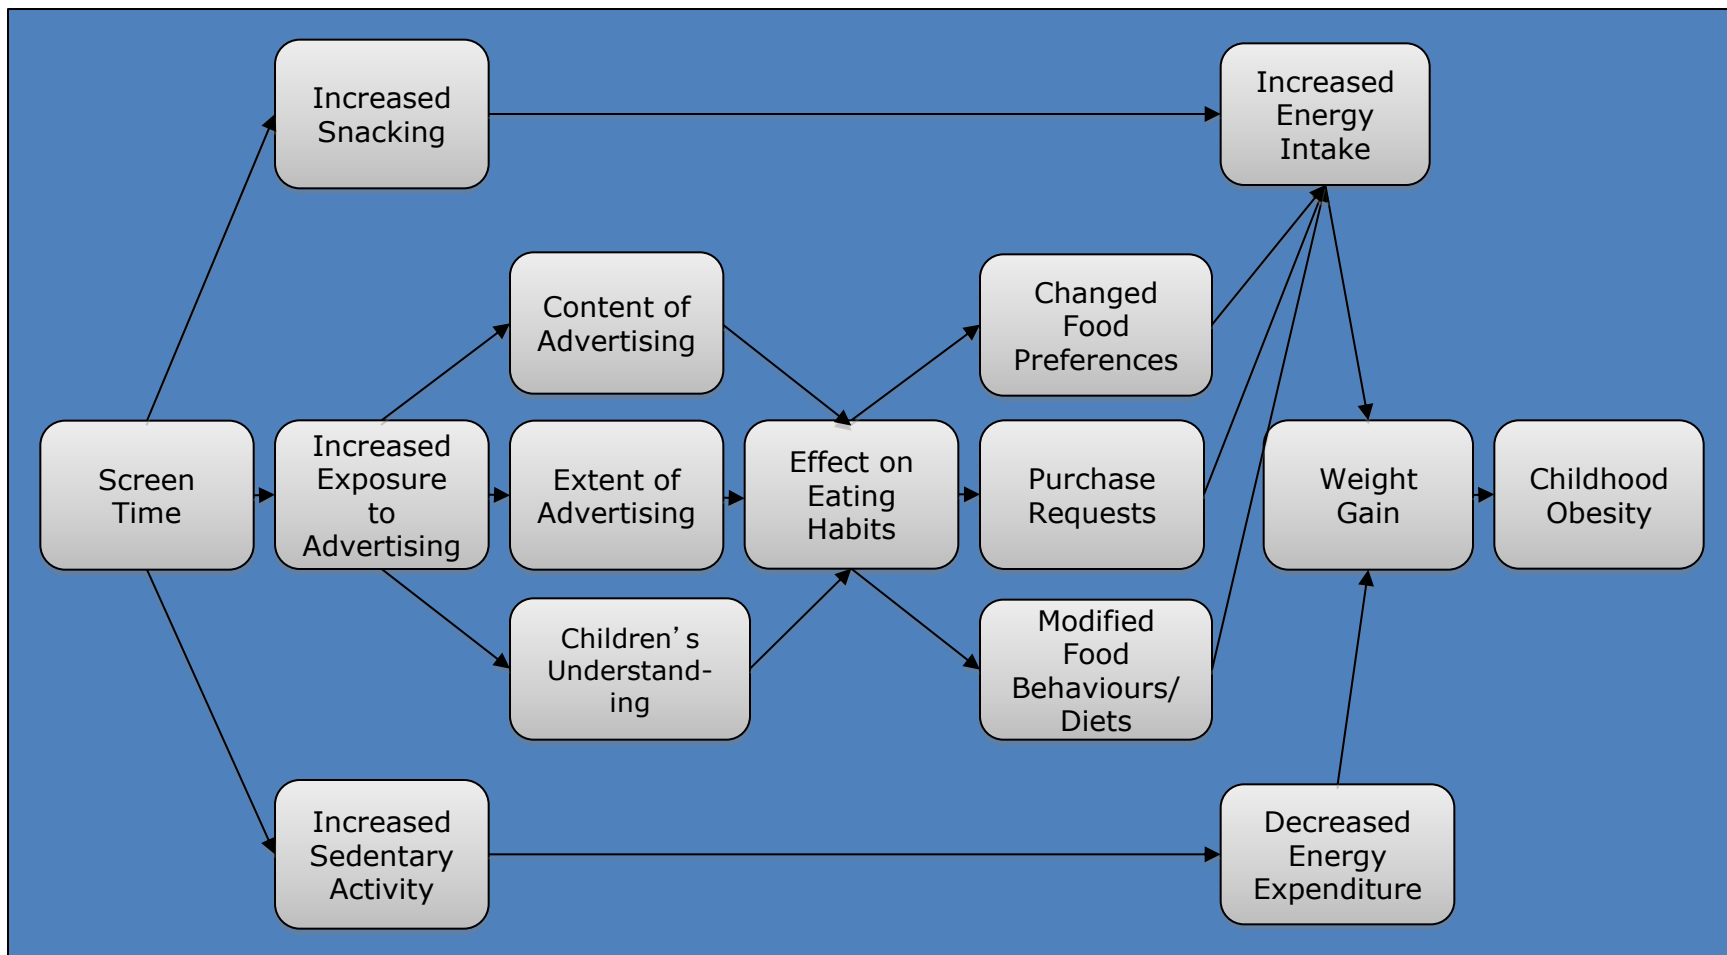 Increased
Snacking
Increased
Energy
Intake
Content of
Advertising
Changed
Food
Preferences
Screen
Time
Increased
Exposure
to
Advertising
Extent of
Advertising
Effect on
Eating
Habits
Purchase
Requests
Weight
Gain
Childhood
Obesity
Children’s
Understand-
ing
Modified
Food
Behaviours/
Diets
Increased
Sedentary
Activity
Decreased
Energy
Expenditure